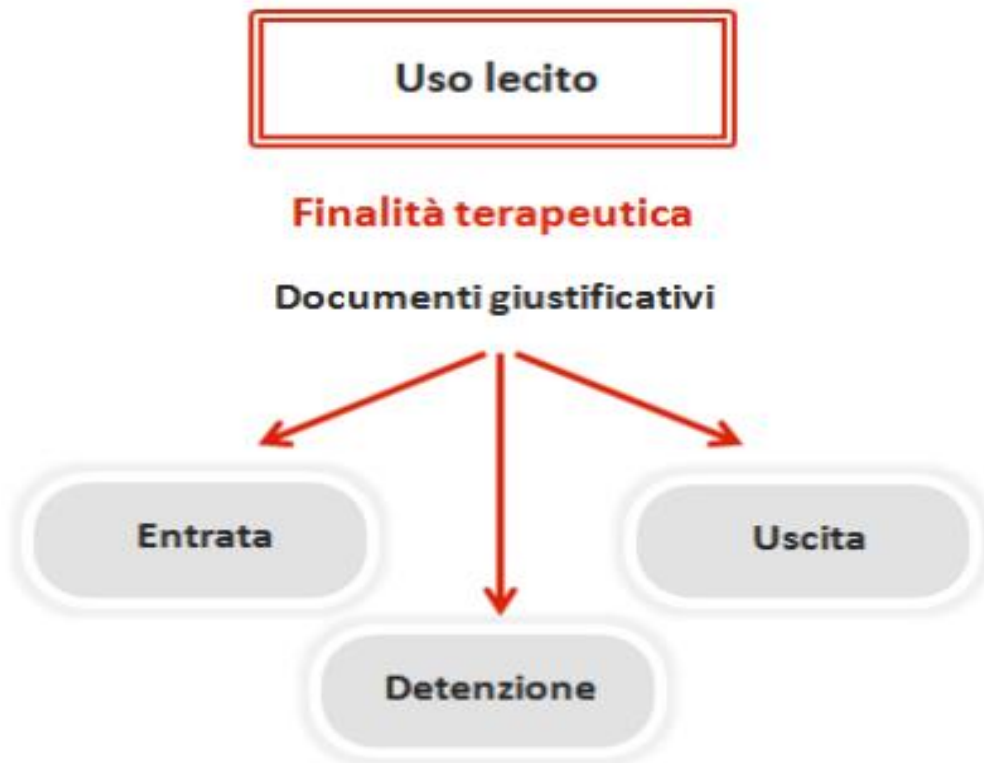 Uso lecito
Finalità terapeutica
Documenti giustificativi
Entrata
Uscita
Detenzione